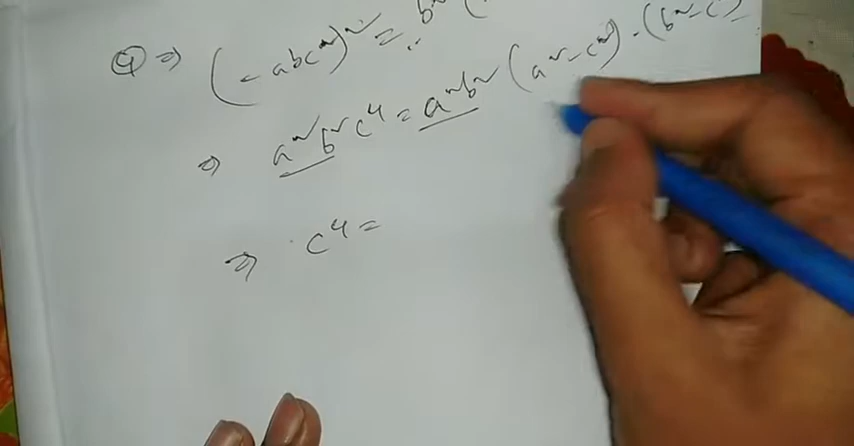 ④ ⇒ (-abc²)² = b² (
⇒ a²b²c⁴ = a²b² (a²-c²) · (b²-c²)
⇒ c⁴ =